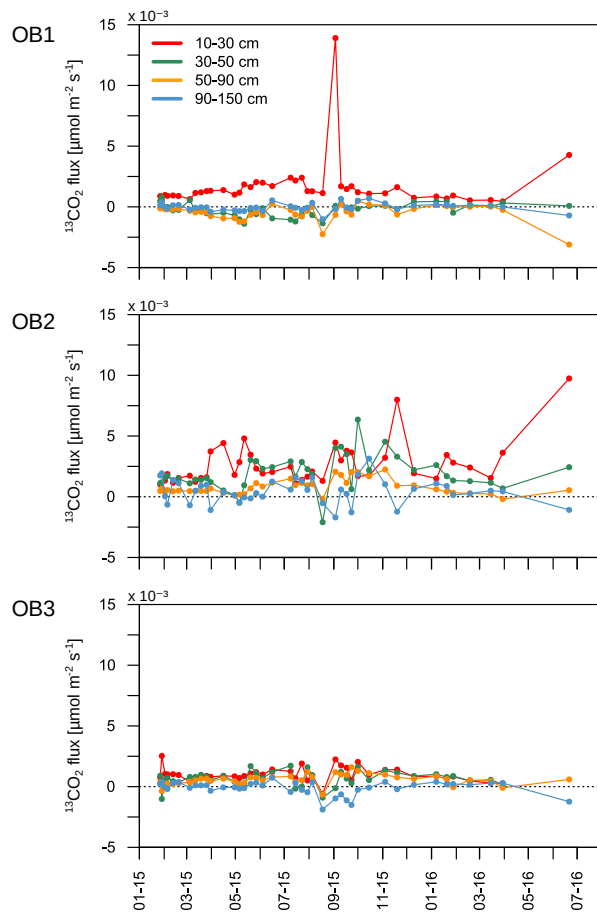 OB1
x 10⁻³
15
10
5
0
-5
¹³CO₂ flux [µmol m⁻² s⁻¹]
10-30 cm
30-50 cm
50-90 cm
90-150 cm
OB2
x 10⁻³
15
10
5
0
-5
¹³CO₂ flux [µmol m⁻² s⁻¹]
OB3
x 10⁻³
15
10
5
0
-5
¹³CO₂ flux [µmol m⁻² s⁻¹]
01-15
03-15
05-15
07-15
09-15
11-15
01-16
03-16
05-16
07-16